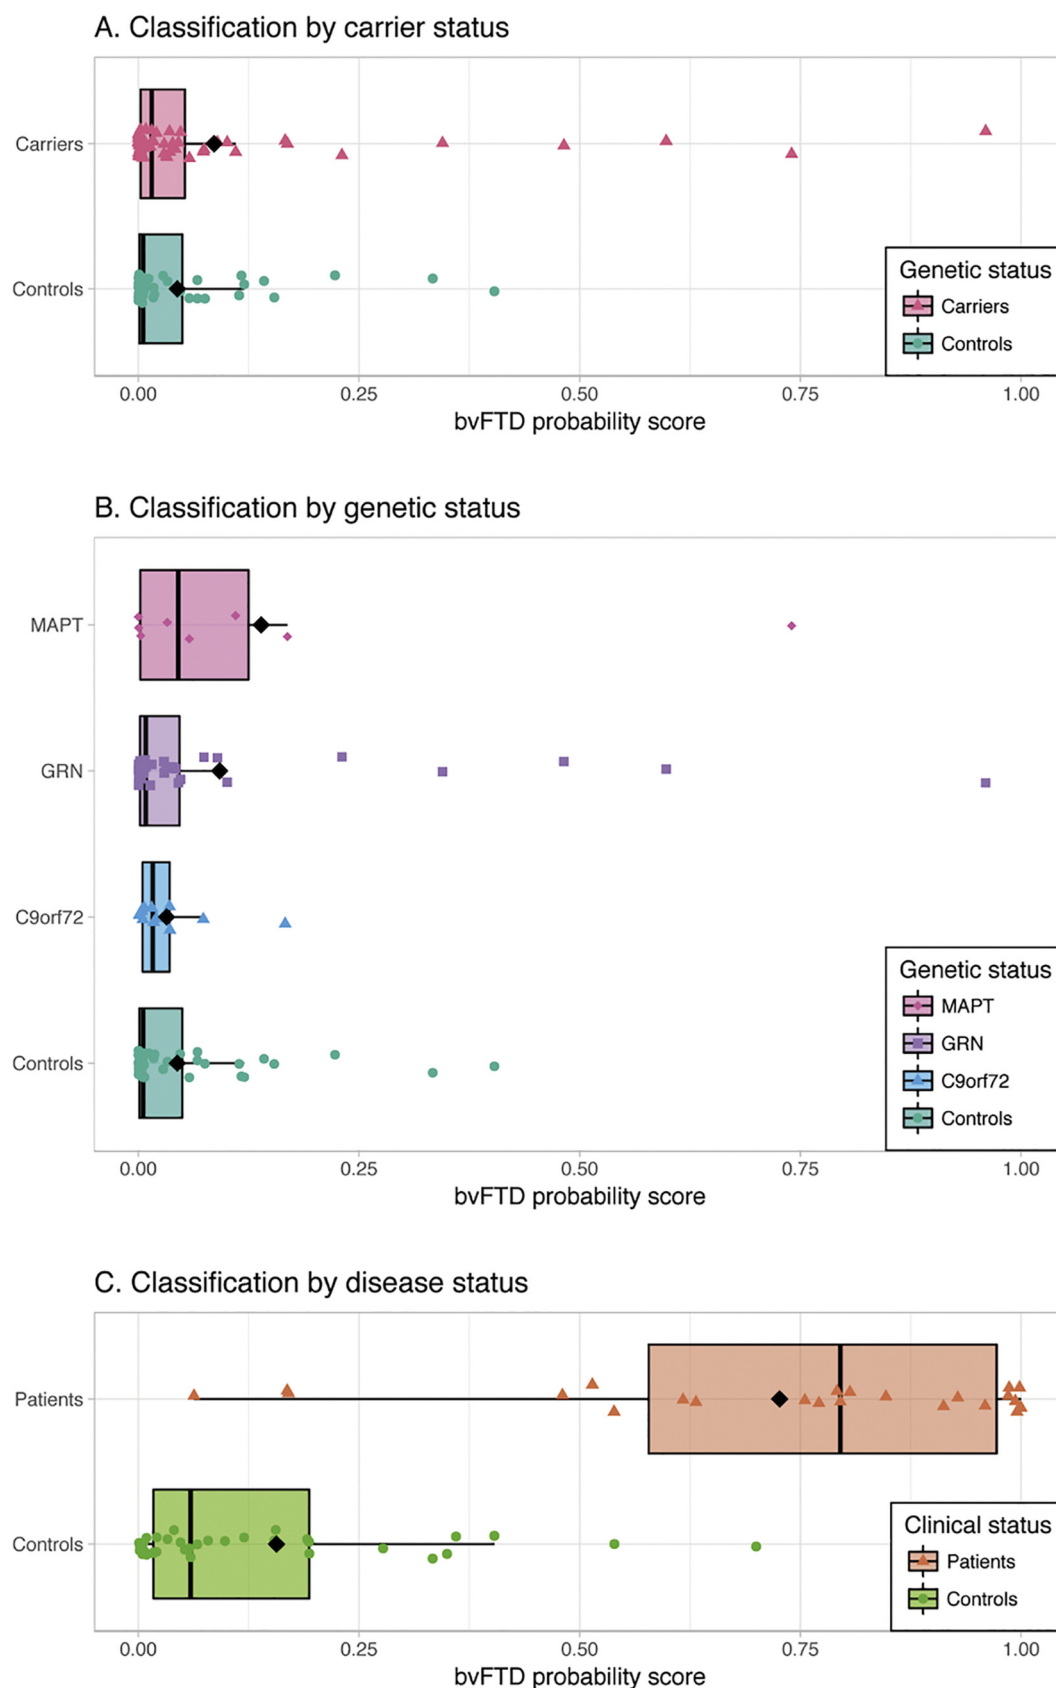 A. Classification by carrier status
Carriers
Controls
Genetic status
Carriers
Controls
0.00 0.25 0.50 0.75 1.00
bvFTD probability score
B. Classification by genetic status
MAPT
GRN
C9orf72
Controls
Genetic status
MAPT
GRN
C9orf72
Controls
0.00 0.25 0.50 0.75 1.00
bvFTD probability score
C. Classification by disease status
Patients
Controls
Clinical status
Patients
Controls
0.00 0.25 0.50 0.75 1.00
bvFTD probability score